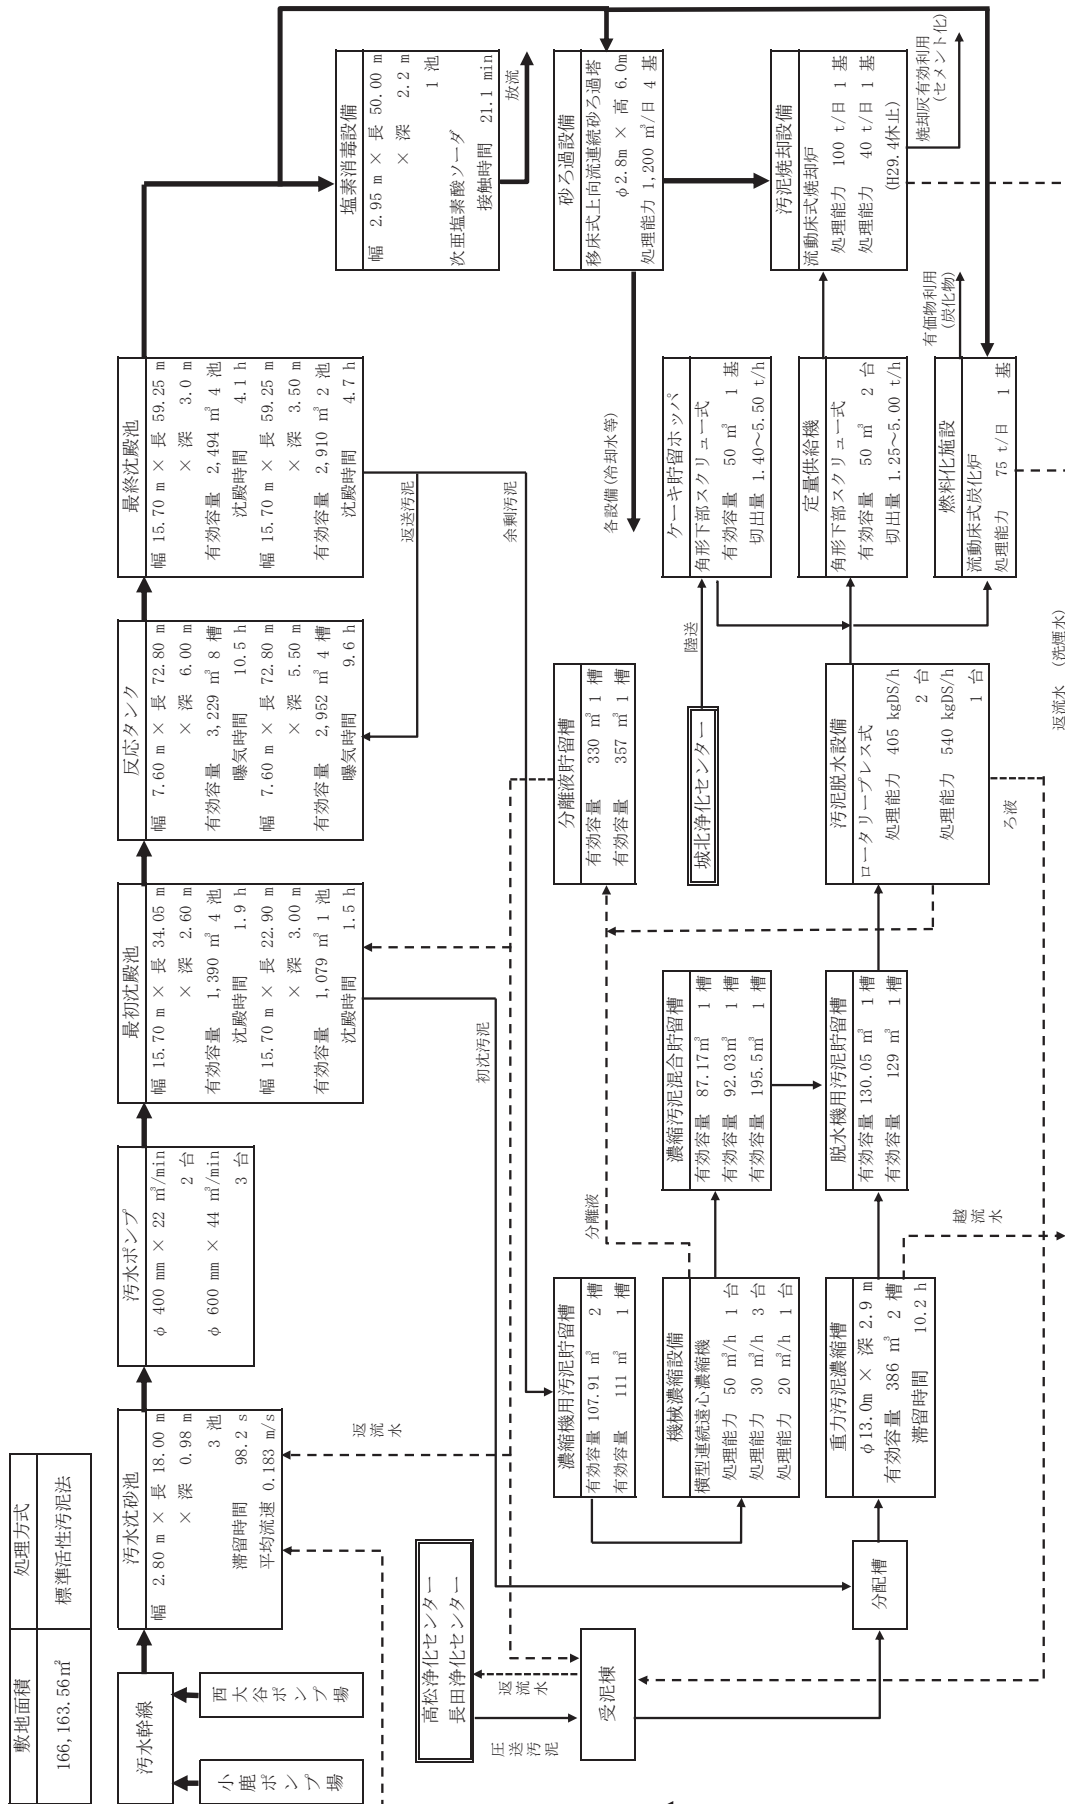 敷地面積
処理方式
166,163.56㎡
標準活性汚泥法
汚水幹線
小鹿ポンプ場
西大谷ポンプ場
汚水沈砂池
幅 2.80 m × 長 18.00 m
× 深 0.98 m
3 池
滞留時間 98.2 s
平均流速 0.183 m/s
汚水ポンプ
φ 400 mm × 22 ㎥/min
2 台
φ 600 mm × 44 ㎥/min
3 台
最初沈殿池
幅 15.70 m × 長 34.05 m
× 深 2.60 m
有効容量 1,390 ㎥ 4 池
沈殿時間 1.9 h
幅 15.70 m × 長 22.90 m
× 深 3.00 m
有効容量 1,079 ㎥ 1 池
沈殿時間 1.5 h
反応タンク
幅 7.60 m × 長 72.80 m
× 深 6.00 m
有効容量 3,229 ㎥ 8 槽
曝気時間 10.5 h
幅 7.60 m × 長 72.80 m
× 深 5.50 m
有効容量 2,952 ㎥ 4 槽
曝気時間 9.6 h
最終沈殿池
幅 15.70 m × 長 59.25 m
× 深 3.0 m
有効容量 2,494 ㎥ 4 池
沈殿時間 4.1 h
幅 15.70 m × 長 59.25 m
× 深 3.50 m
有効容量 2,910 ㎥ 2 池
沈殿時間 4.7 h
塩素消毒設備
幅 2.95 m × 長 50.00 m
× 深 2.2 m
1 池
次亜塩素酸ソーダ
接触時間 21.1 min
放流
返送汚泥
余剰汚泥
初沈汚泥
返流水
高松浄化センター
長田浄化センター
圧送汚泥
返流水
受泥棟
分配槽
濃縮機用汚泥貯留槽
有効容量 107.91 ㎥ 2 槽
有効容量 111 ㎥ 1 槽
機械濃縮設備
横型連続遠心濃縮機
処理能力 50 ㎥/h 1 台
処理能力 30 ㎥/h 3 台
処理能力 20 ㎥/h 1 台
重力汚泥濃縮槽
φ13.0m × 深 2.9 m
有効容量 386 ㎥ 2 槽
滞留時間 10.2 h
分離液
越流水
濃縮汚泥混合貯留槽
有効容量 87.17㎥ 1 槽
有効容量 92.03㎥ 1 槽
有効容量 195.5㎥ 1 槽
脱水機用汚泥貯留槽
有効容量 130.05 ㎥ 1 槽
有効容量 129 ㎥ 1 槽
分離液貯留槽
有効容量 330 ㎥ 1 槽
有効容量 357 ㎥ 1 槽
城北浄化センター
陸送
汚泥脱水設備
ロータリープレス式
処理能力 405 kgDS/h
2 台
処理能力 540 kgDS/h
1 台
ろ液
各設備(冷却水等)
ケーキ貯留ホッパ
角形下部スクリュー式
有効容量 50 ㎥ 1 基
切出量 1.40～5.50 t/h
定量供給機
角形下部スクリュー式
有効容量 50 ㎥ 2 台
切出量 1.25～5.00 t/h
燃料化施設
流動床式炭化炉
処理能力 75 t/日 1 基
有価物利用
(炭化物)
砂ろ過設備
移床式上向流連続砂ろ過塔
φ2.8m × 高 6.0m
処理能力 1,200 ㎥/日 4 基
汚泥焼却設備
流動床式焼却炉
処理能力 100 t/日 1 基
処理能力 40 t/日 1 基
(H29.4休止)
焼却灰有効利用
(セメント化)
返流水 (洗煙水)